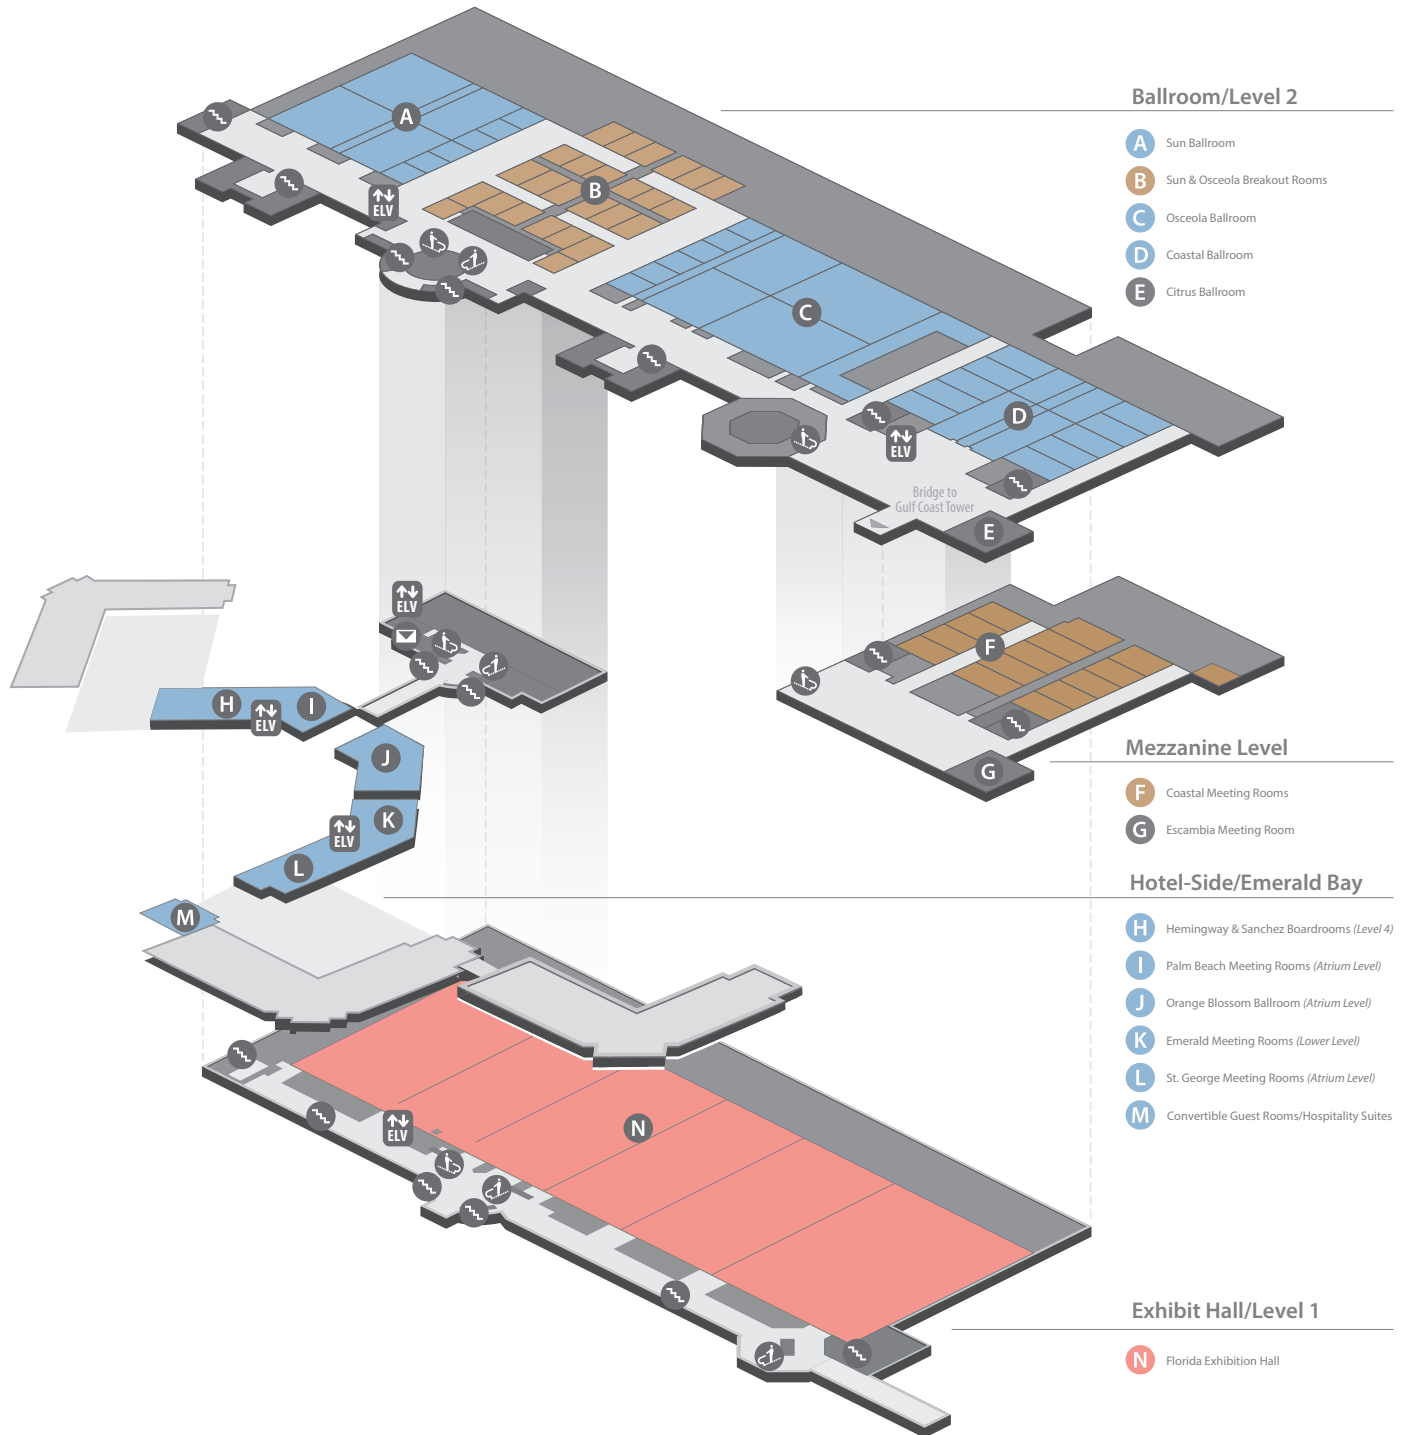 Ballroom/Level 2
A Sun Ballroom
B Sun & Osceola Breakout Rooms
C Osceola Ballroom
D Coastal Ballroom
E Citrus Ballroom
A
ELV
B
C
D
ELV
Bridge to
Gulf Coast Tower
E
ELV
F
G
Mezzanine Level
F Coastal Meeting Rooms
G Escambia Meeting Room
H
I
ELV
J
K
ELV
L
M
Hotel-Side/Emerald Bay
H Hemingway & Sanchez Boardrooms (Level 4)
I Palm Beach Meeting Rooms (Atrium Level)
J Orange Blossom Ballroom (Atrium Level)
K Emerald Meeting Rooms (Lower Level)
L St. George Meeting Rooms (Atrium Level)
M Convertible Guest Rooms/Hospitality Suites
ELV
N
Exhibit Hall/Level 1
N Florida Exhibition Hall